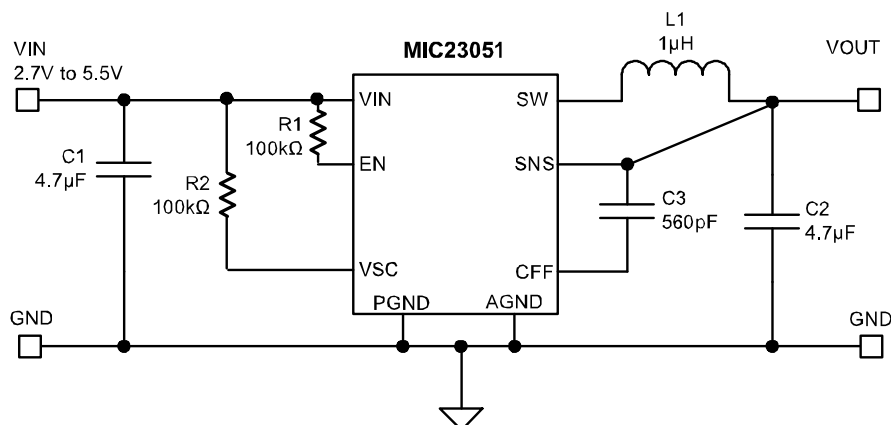 L1
1µH
VIN
2.7V to 5.5V
MIC23051
VOUT
VIN
SW
R1
100kΩ
EN
SNS
C1
4.7µF
R2
100kΩ
C3
560pF
C2
4.7µF
VSC
CFF
PGND
AGND
GND
GND